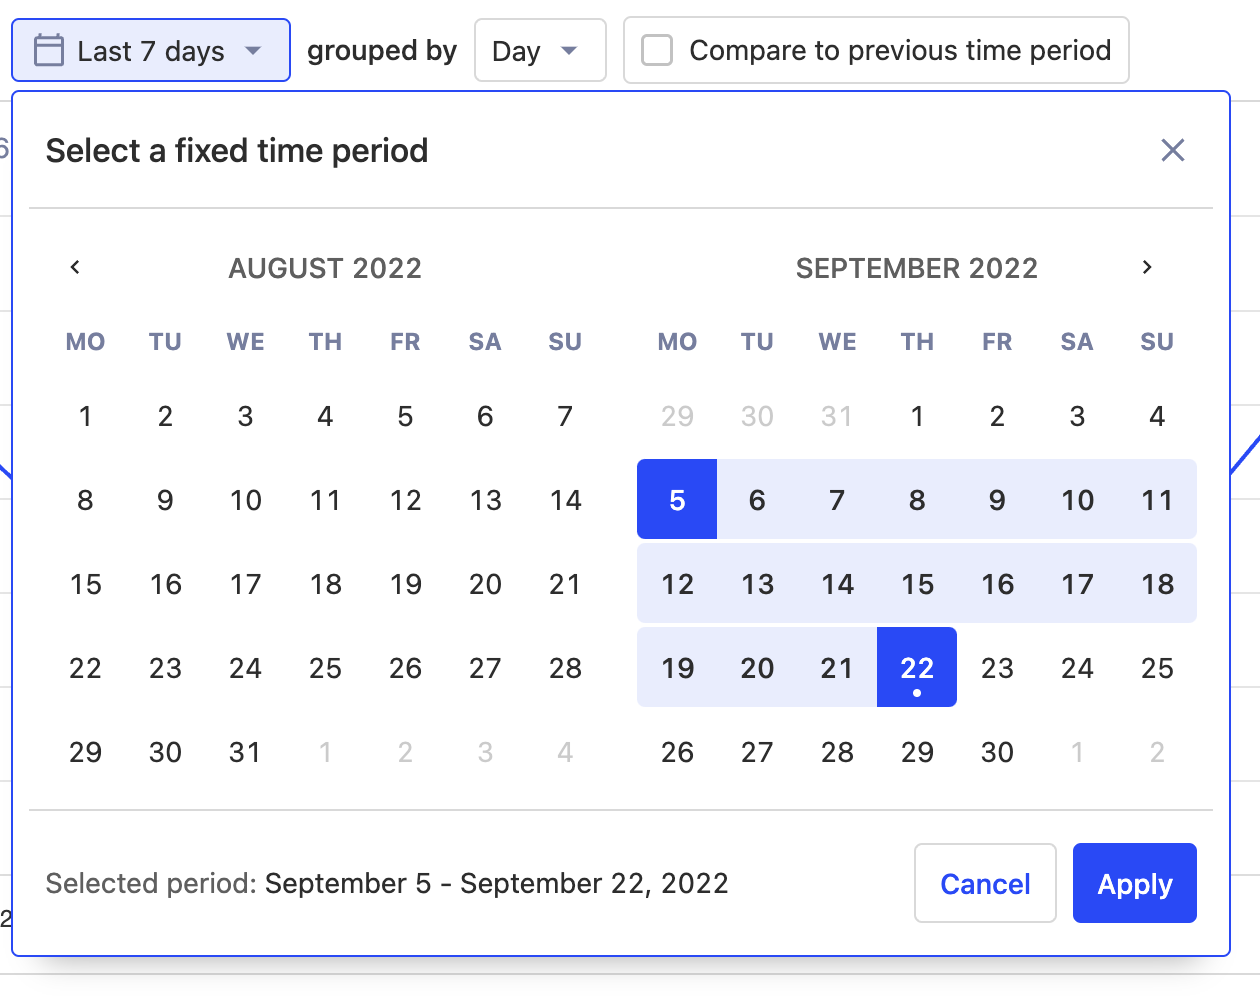 Last 7 days grouped by Day Compare to previous time period
Select a fixed time period
AUGUST 2022 SEPTEMBER 2022
MO TU WE TH FR SA SU MO TU WE TH FR SA SU
1 2 3 4 5 6 7 29 30 31 1 2 3 4
8 9 10 11 12 13 14 5 6 7 8 9 10 11
15 16 17 18 19 20 21 12 13 14 15 16 17 18
22 23 24 25 26 27 28 19 20 21 22 23 24 25
29 30 31 1 2 3 4 26 27 28 29 30 1 2
Selected period: September 5 - September 22, 2022 Cancel Apply